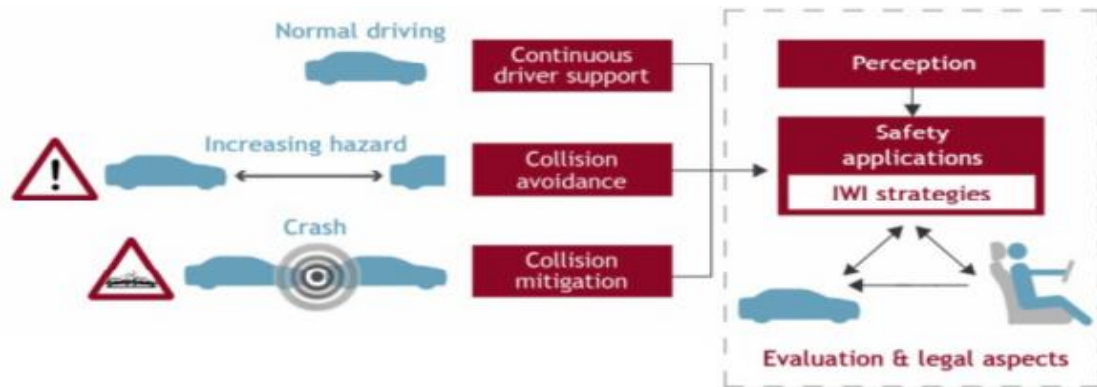 Normal driving
Continuous
driver support
Increasing hazard
Collision
avoidance
Crash
Collision
mitigation
Perception
Safety
applications
IWI strategies
Evaluation & legal aspects
!